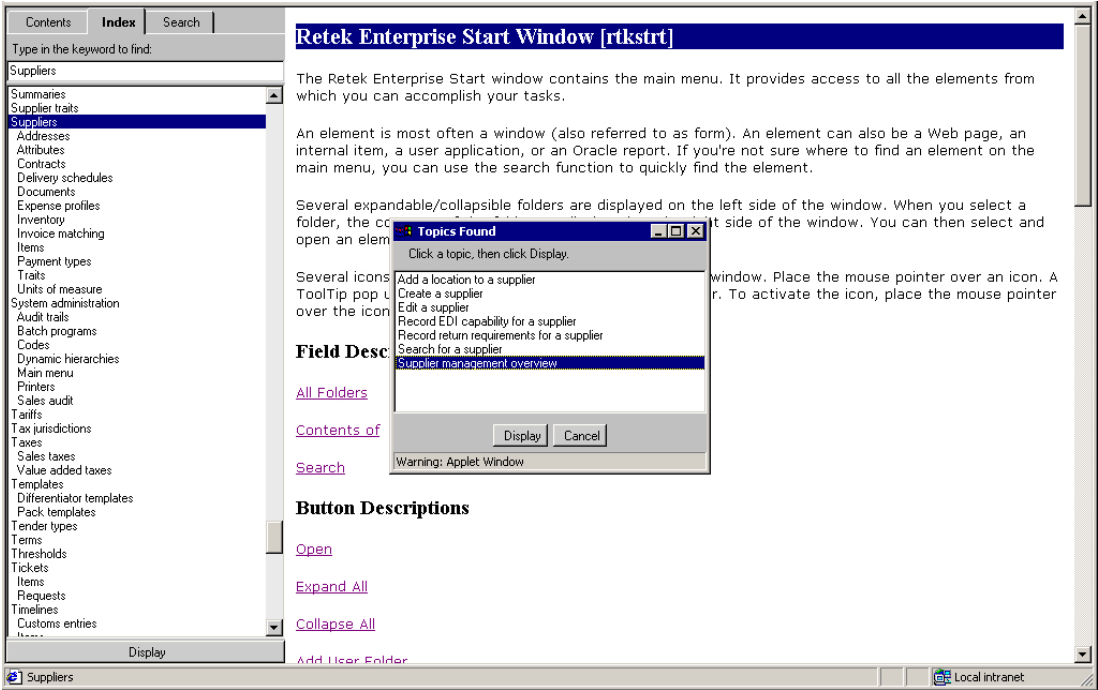 Contents Index Search
Type in the keyword to find:
Suppliers
Summaries
Supplier traits
Suppliers
Addresses
Attributes
Contracts
Delivery schedules
Documents
Expense profiles
Inventory
Invoice matching
Items
Payment types
Traits
Units of measure
System administration
Audit trails
Batch programs
Codes
Dynamic hierarchies
Main menu
Printers
Sales audit
Tariffs
Tax jurisdictions
Taxes
Sales taxes
Value added taxes
Templates
Differentiator templates
Pack templates
Tender types
Terms
Thresholds
Tickets
Items
Requests
Timelines
Customs entries
Display
Retek Enterprise Start Window [rtkstrt]
The Retek Enterprise Start window contains the main menu. It provides access to all the elements from
which you can accomplish your tasks.
An element is most often a window (also referred to as form). An element can also be a Web page, an
internal item, a user application, or an Oracle report. If you're not sure where to find an element on the
main menu, you can use the search function to quickly find the element.
Several expandable/collapsible folders are displayed on the left side of the window. When you select a
folder, the co t side of the window. You can then select and
open an elem
Several icons window. Place the mouse pointer over an icon. A
ToolTip pop u r. To activate the icon, place the mouse pointer
over the icon
Field Desc
All Folders
Contents of
Search
Button Descriptions
Open
Expand All
Collapse All
Add User Folder
Topics Found
Click a topic, then click Display.
Add a location to a supplier
Create a supplier
Edit a supplier
Record EDI capability for a supplier
Record return requirements for a supplier
Search for a supplier
Supplier management overview
Display Cancel
Warning: Applet Window
Suppliers
Local intranet